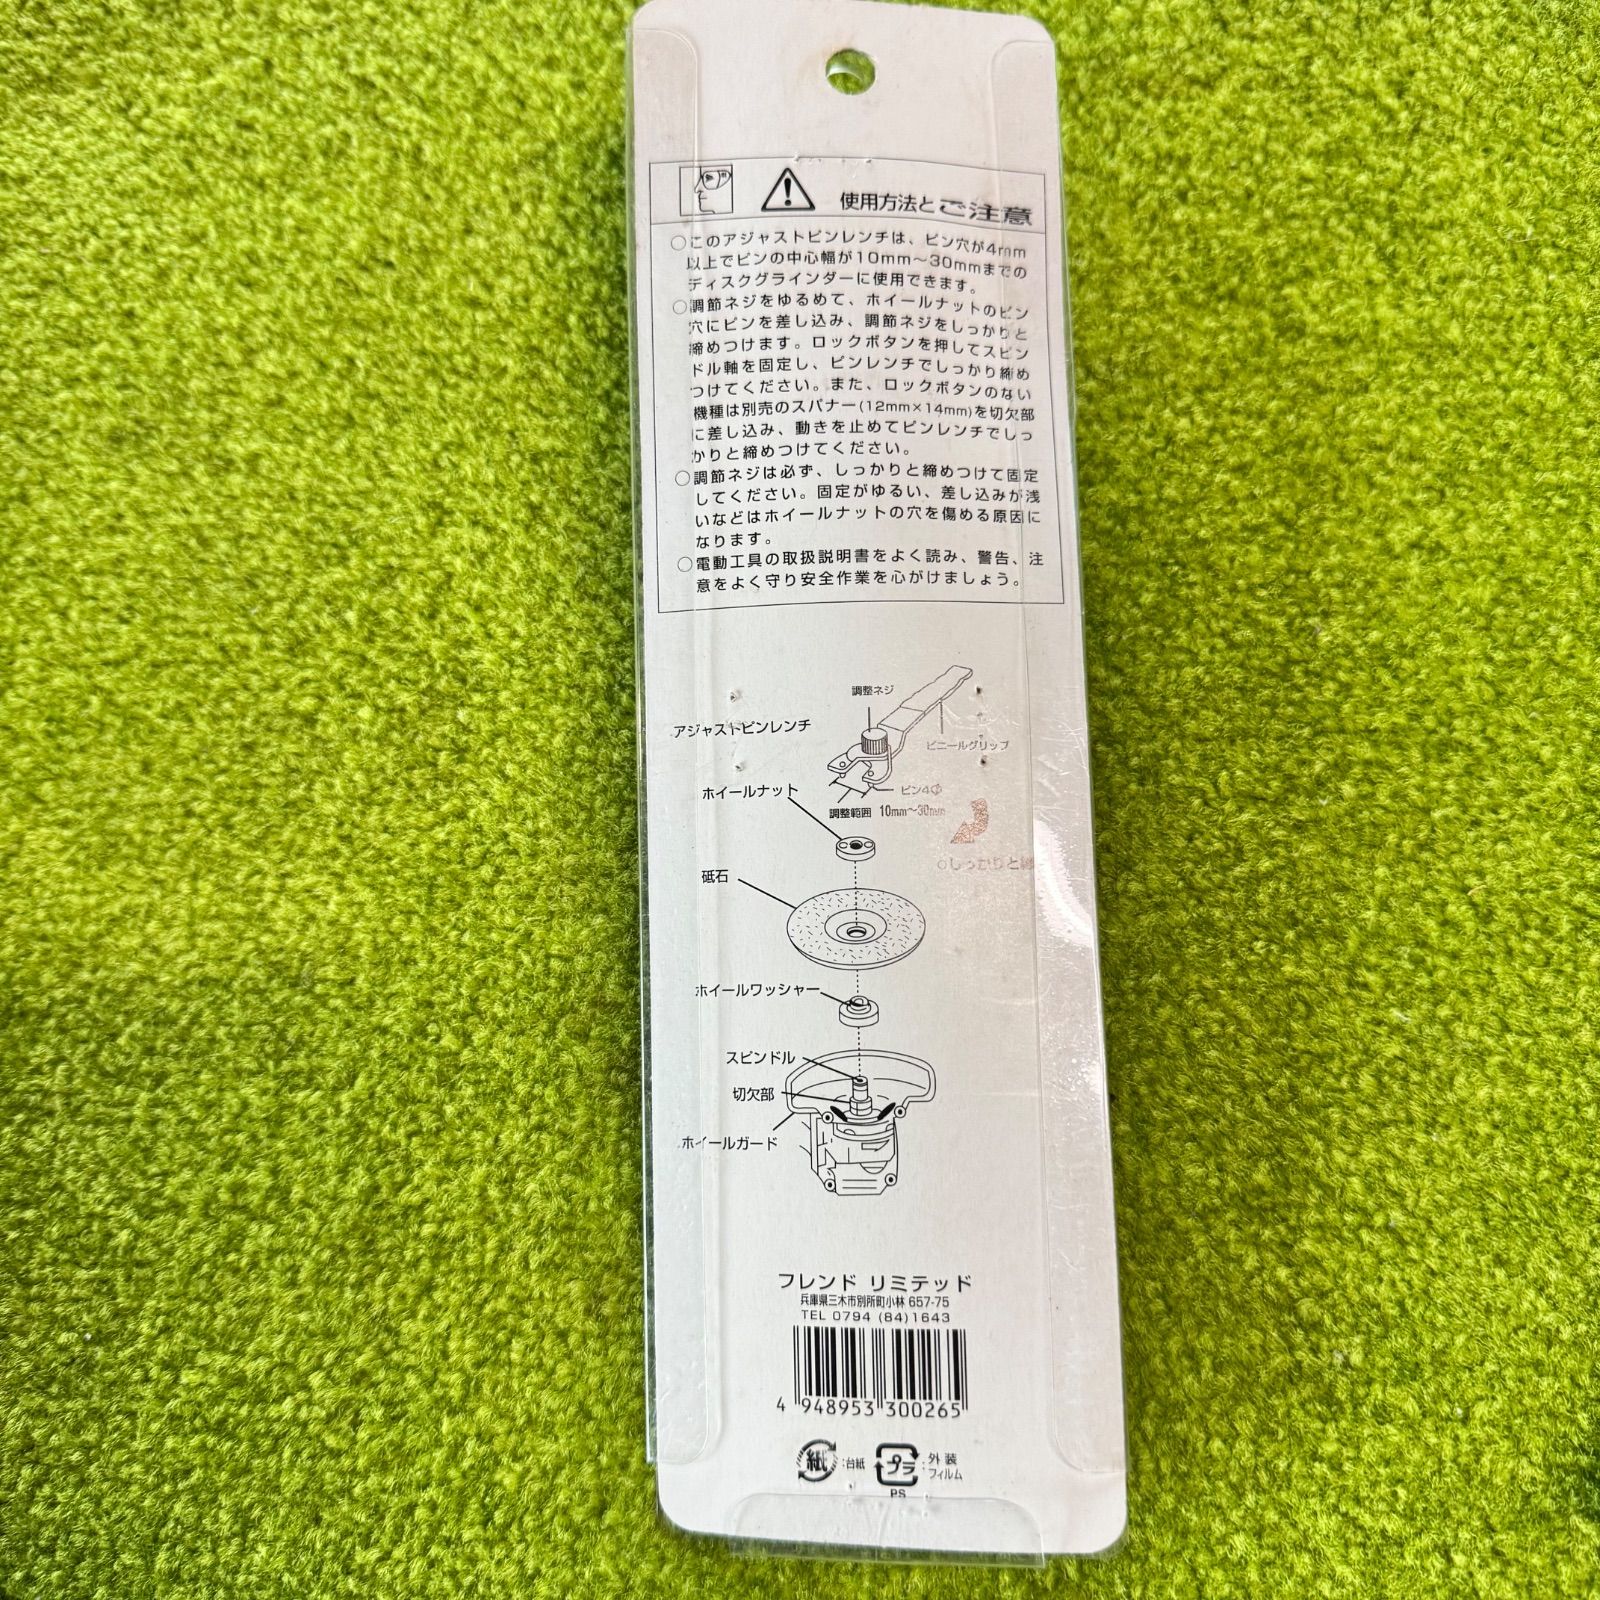 使用方法とご注意
○このアジャストピンレンチは、ピン穴が4mm
以上でピンの中心幅が10mm～30mmまでの
ディスクグラインダーに使用できます。
○調節ネジをゆるめて、ホイールナットのピン
穴にピンを差し込み、調節ネジをしっかりと
締めつけます。ロックボタンを押してスピン
ドル軸を固定し、ピンレンチでしっかり締め
つけてください。また、ロックボタンのない
機種は別売のスパナー(12mm×14mm)を切欠部
に差し込み、動きを止めてピンレンチでしっ
かりと締めつけてください。
○調節ネジは必ず、しっかりと締めつけて固定
してください。固定がゆるい、差し込みが浅
いなどはホイールナットの穴を傷める原因に
なります。
○電動工具の取扱説明書をよく読み、警告、注
意をよく守り安全作業を心がけましょう。
調整ネジ
アジャストピンレンチ
ビニールグリップ
ホイールナット
ピン4Φ
調整範囲 10mm～30mm
○しっかりと締
砥石
ホイールワッシャー
スピンドル
切欠部
ホイールガード
フレンド リミテッド
兵庫県三木市別所町小林 657-75
TEL 0794 (84) 1643
4 948953 300265
紙 :台紙
プラ :外装
フィルム
PS